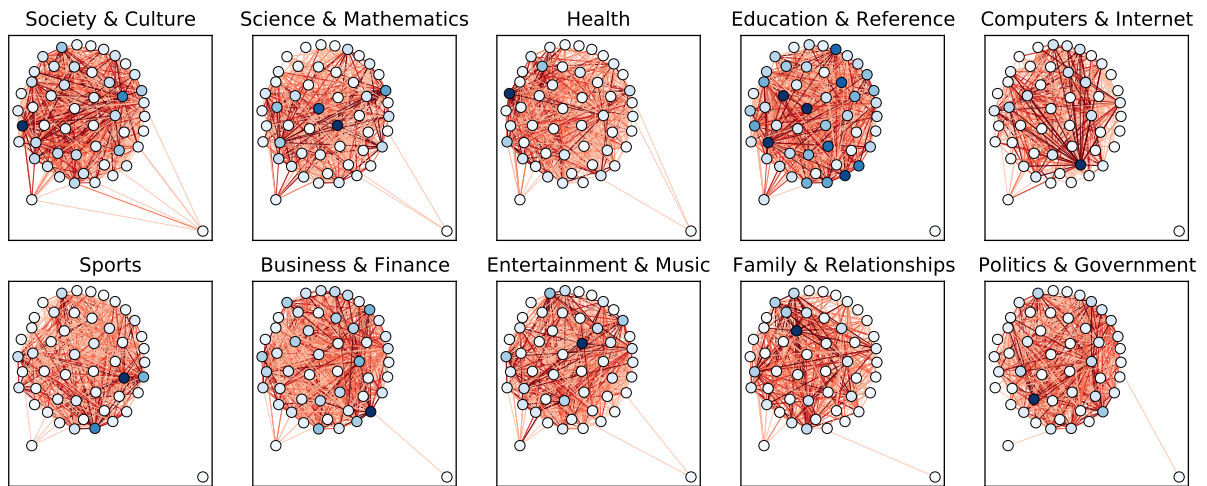 Society & Culture
Science & Mathematics
Health
Education & Reference
Computers & Internet
Sports
Business & Finance
Entertainment & Music
Family & Relationships
Politics & Government